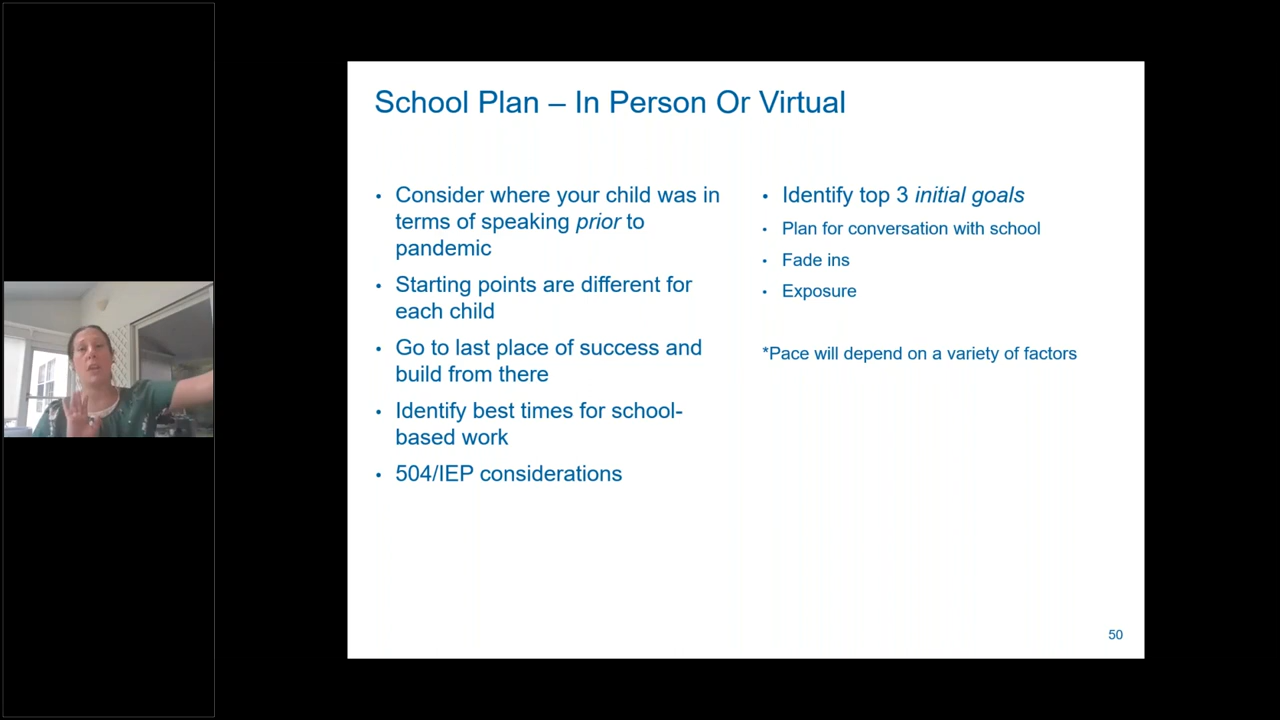 School Plan – In Person Or Virtual
• Consider where your child was in
terms of speaking prior to
pandemic
• Starting points are different for
each child
• Go to last place of success and
build from there
• Identify best times for school-
based work
• 504/IEP considerations
• Identify top 3 initial goals
• Plan for conversation with school
• Fade ins
• Exposure
*Pace will depend on a variety of factors
50